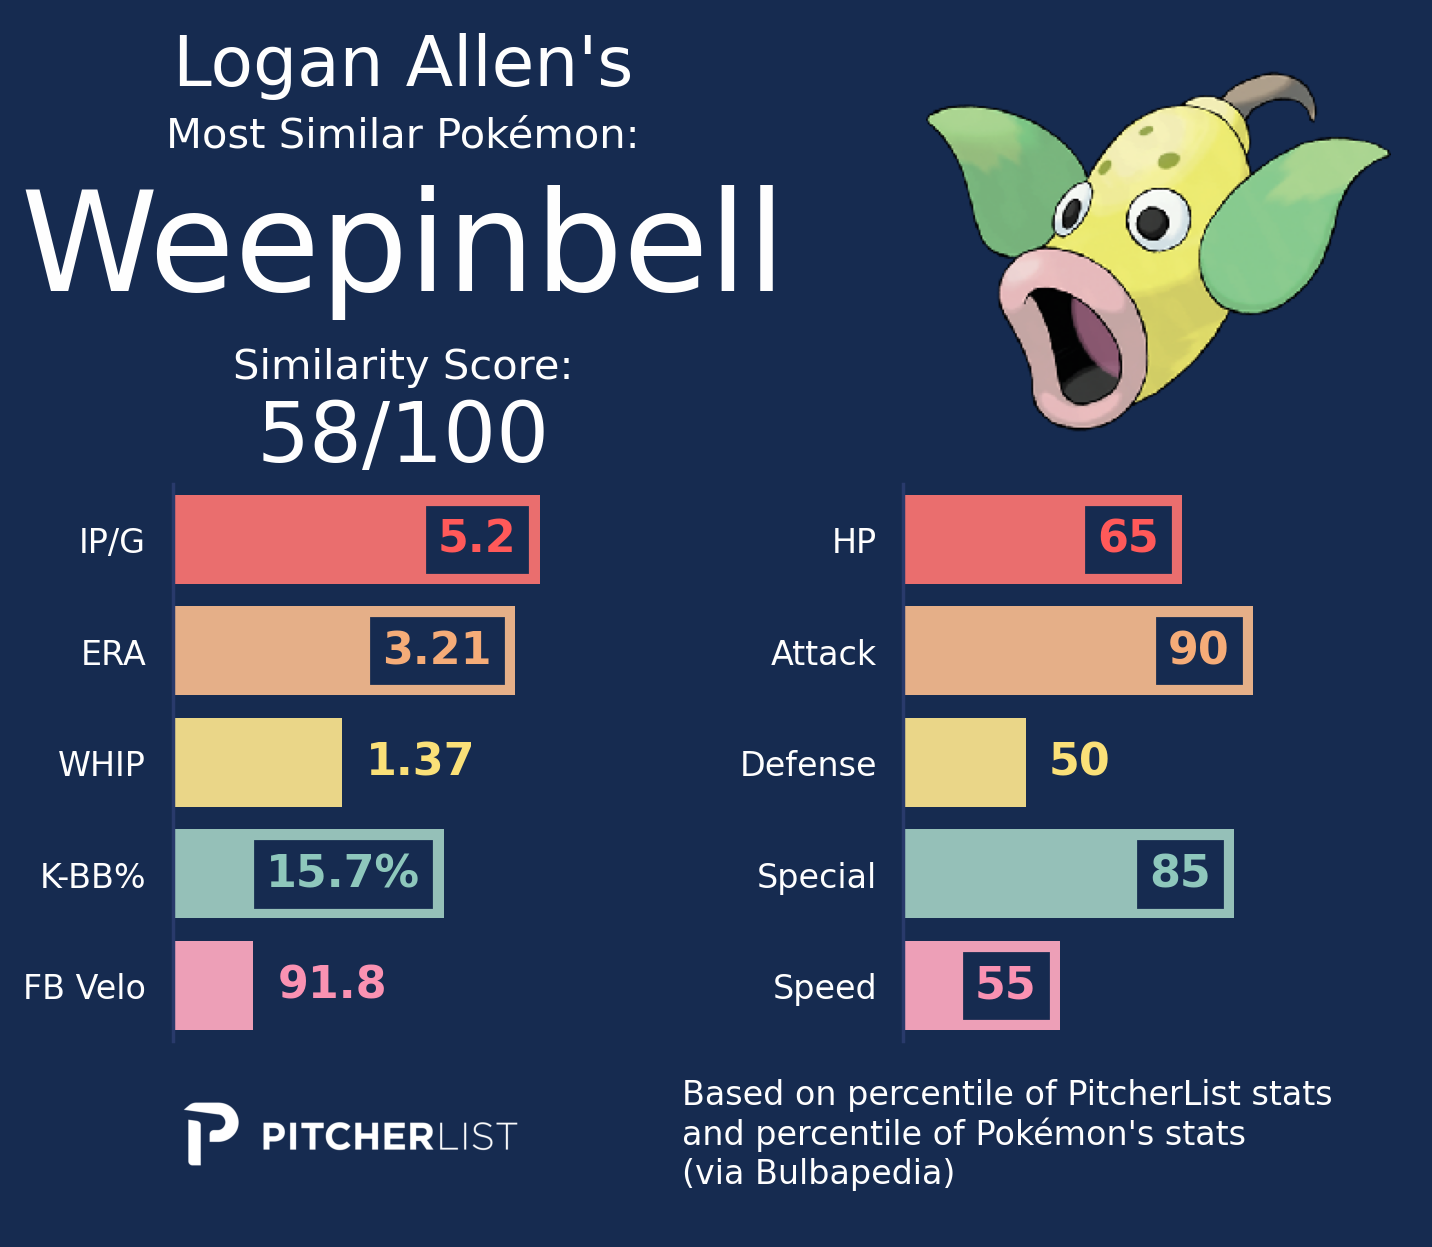 Logan Allen's
Most Similar Pokémon:
Weepinbell
Similarity Score:
58/100
IP/G 5.2
ERA 3.21
WHIP 1.37
K-BB% 15.7%
FB Velo 91.8
HP 65
Attack 90
Defense 50
Special 85
Speed 55
PITCHERLIST
Based on percentile of PitcherList stats
and percentile of Pokémon's stats
(via Bulbapedia)